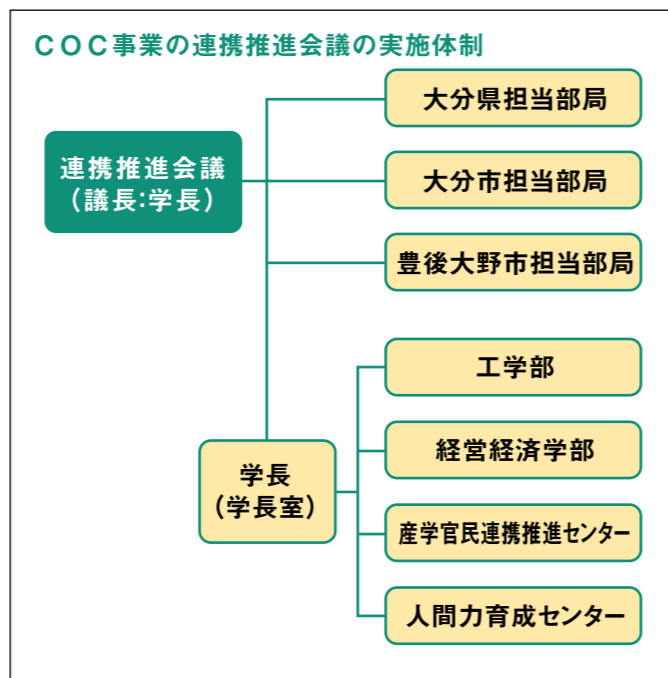 COC事業の連携推進会議の実施体制
連携推進会議
(議長:学長)
大分県担当部局
大分市担当部局
豊後大野市担当部局
学長
(学長室)
工学部
経営経済学部
産学官民連携推進センター
人間力育成センター